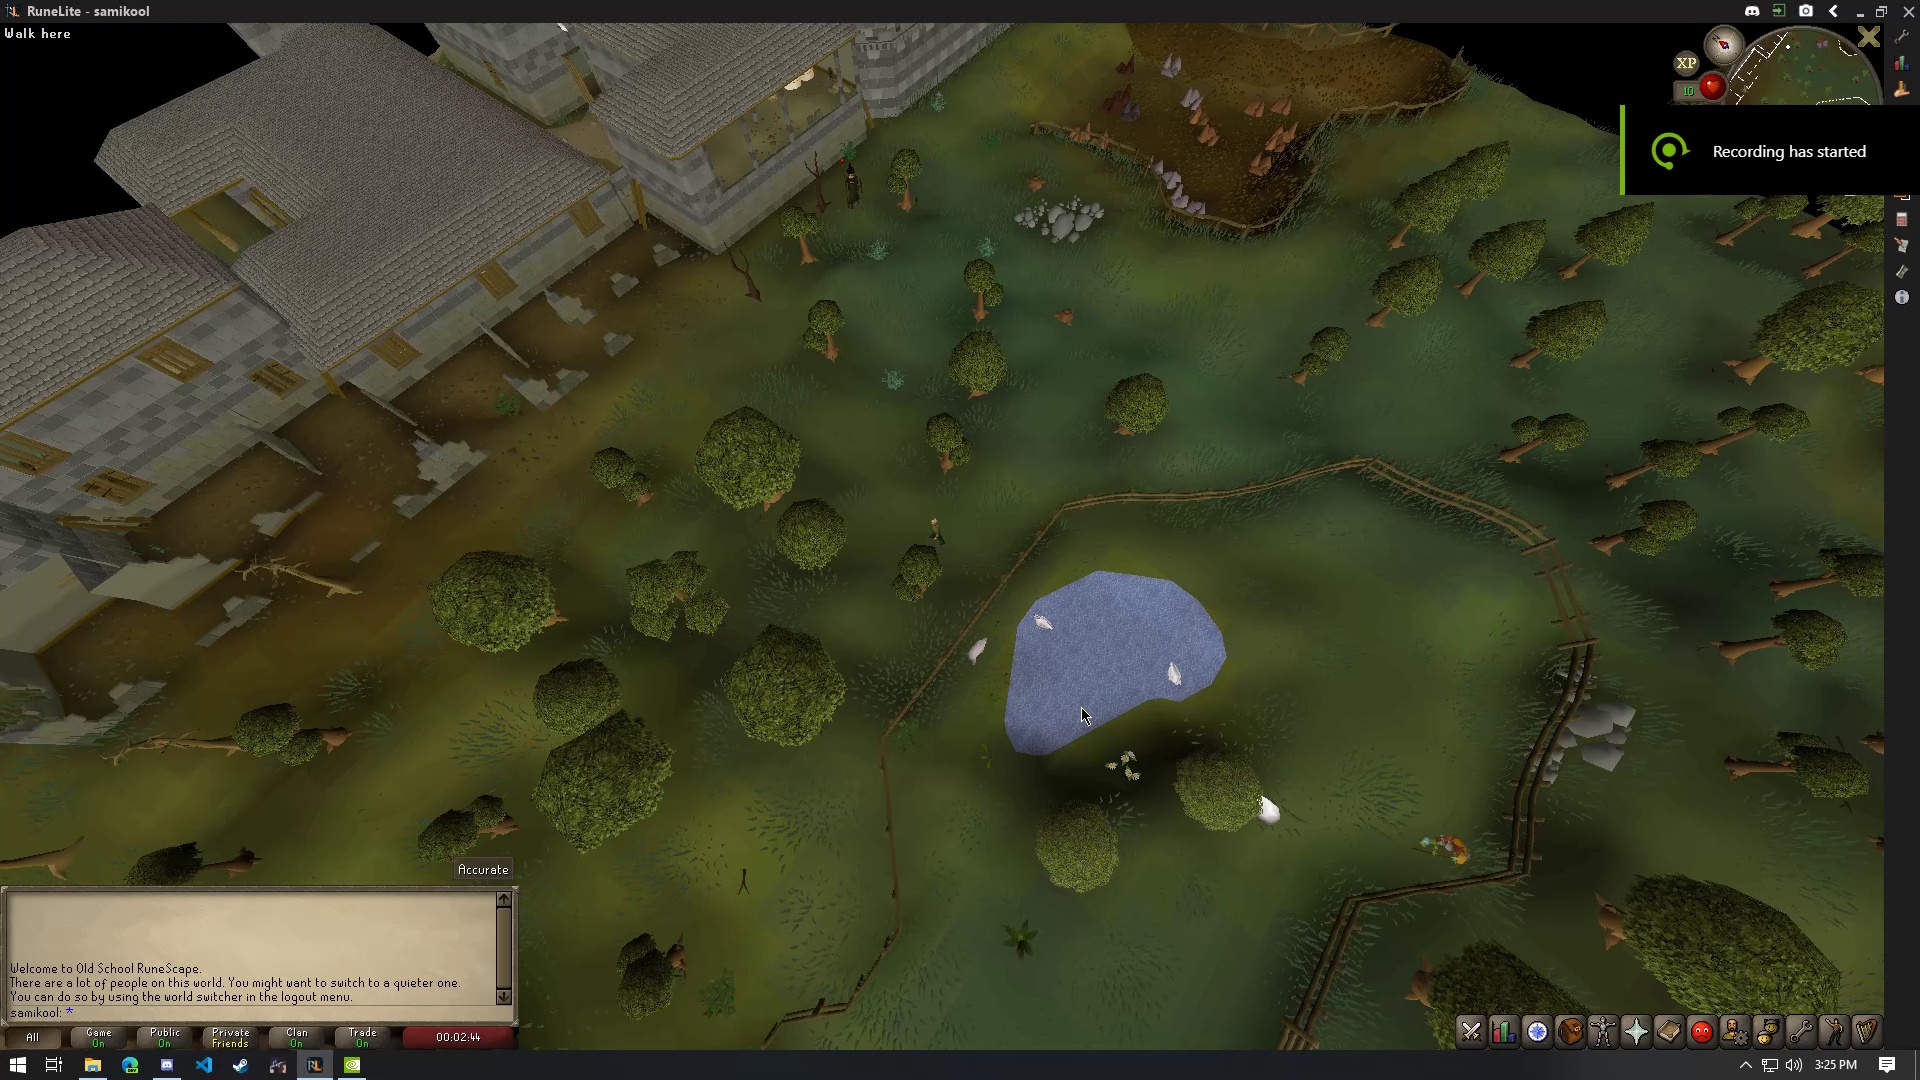 RuneLite - samikool
Walk here
XP
10
Recording has started
Accurate
Welcome to Old School RuneScape.
There are a lot of people on this world. You might want to switch to a quieter one.
You can do so by using the world switcher in the logout menu.
samikool: *
All
Game
On
Public
On
Private
Friends
Clan
On
Trade
On
00:02:44
3:25 PM